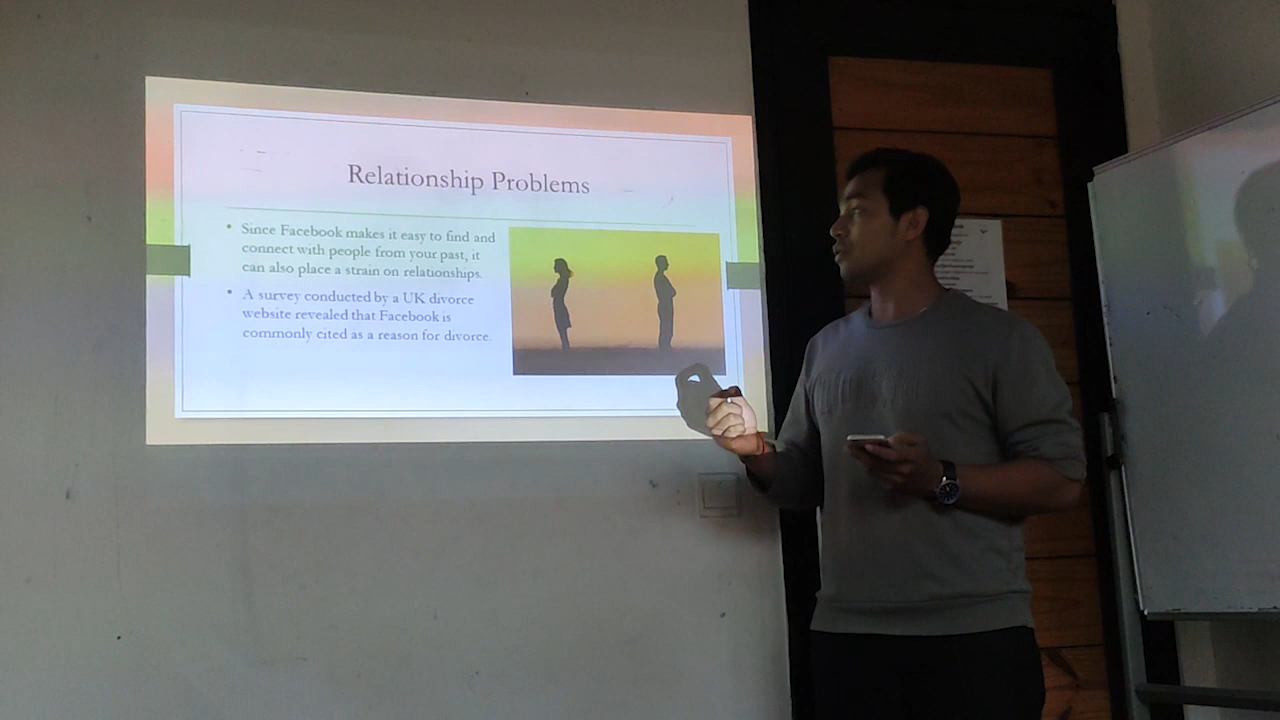 Relationship Problems
• Since Facebook makes it easy to find and
connect with people from your past, it
can also place a strain on relationships.
• A survey conducted by a UK divorce
website revealed that Facebook is
commonly cited as a reason for divorce.